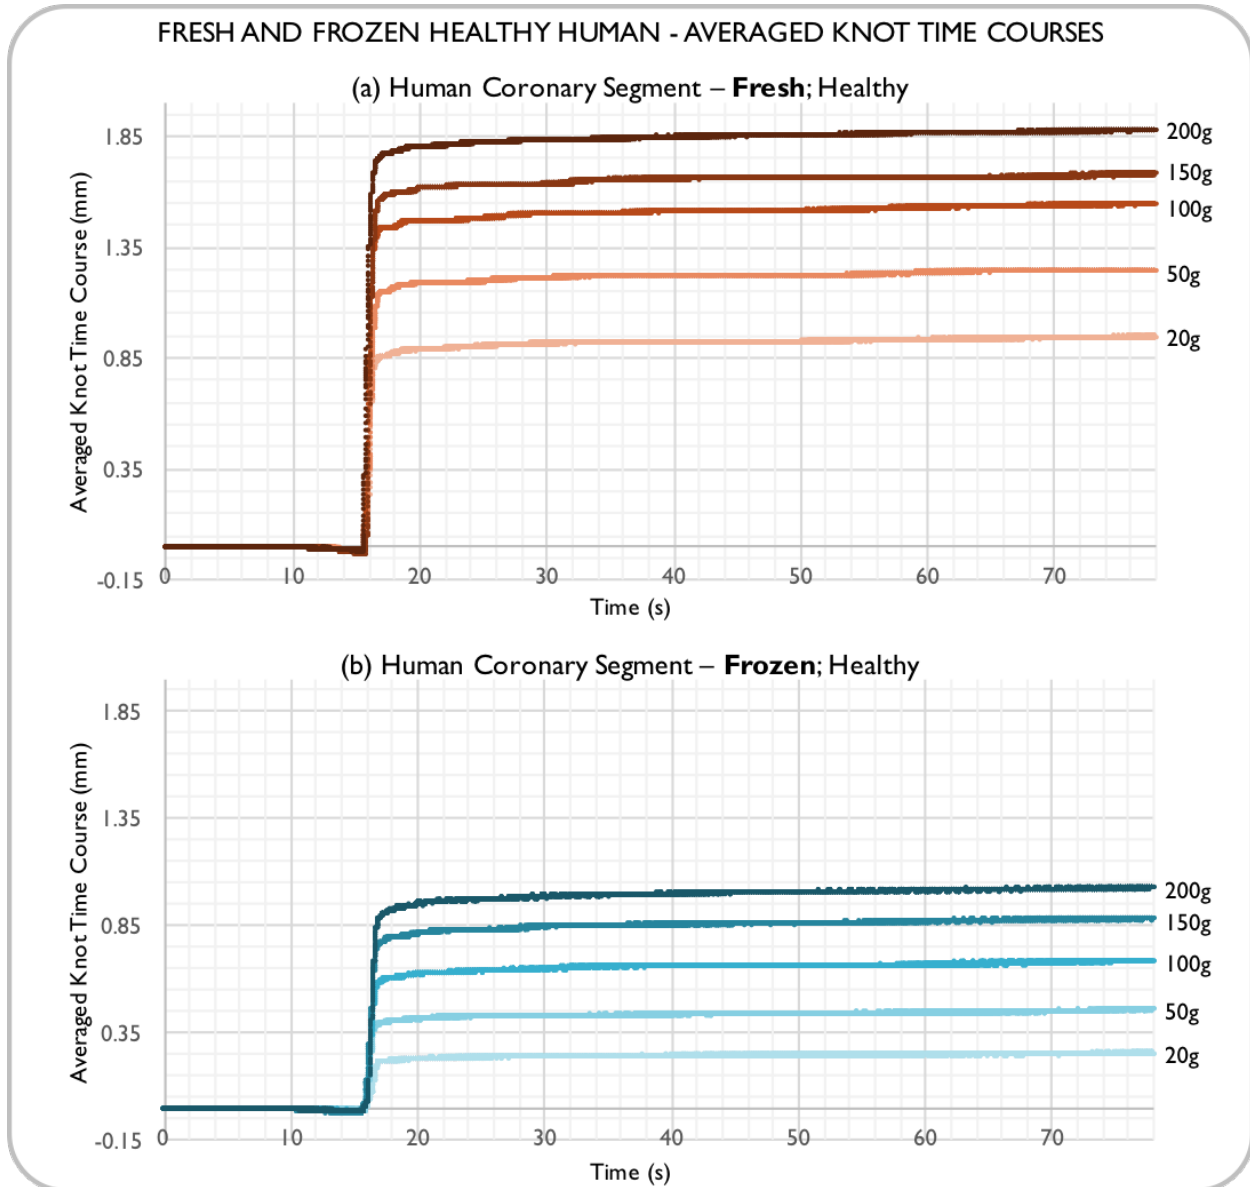 FRESH AND FROZEN HEALTHY HUMAN - AVERAGED KNOT TIME COURSES
(a) Human Coronary Segment – Fresh; Healthy
Averaged Knot Time Course (mm)
1.85
1.35
0.85
0.35
-0.15
200g
150g
100g
50g
20g
0 10 20 30 40 50 60 70
Time (s)
(b) Human Coronary Segment – Frozen; Healthy
Averaged Knot Time Course (mm)
1.85
1.35
0.85
0.35
-0.15
200g
150g
100g
50g
20g
0 10 20 30 40 50 60 70
Time (s)